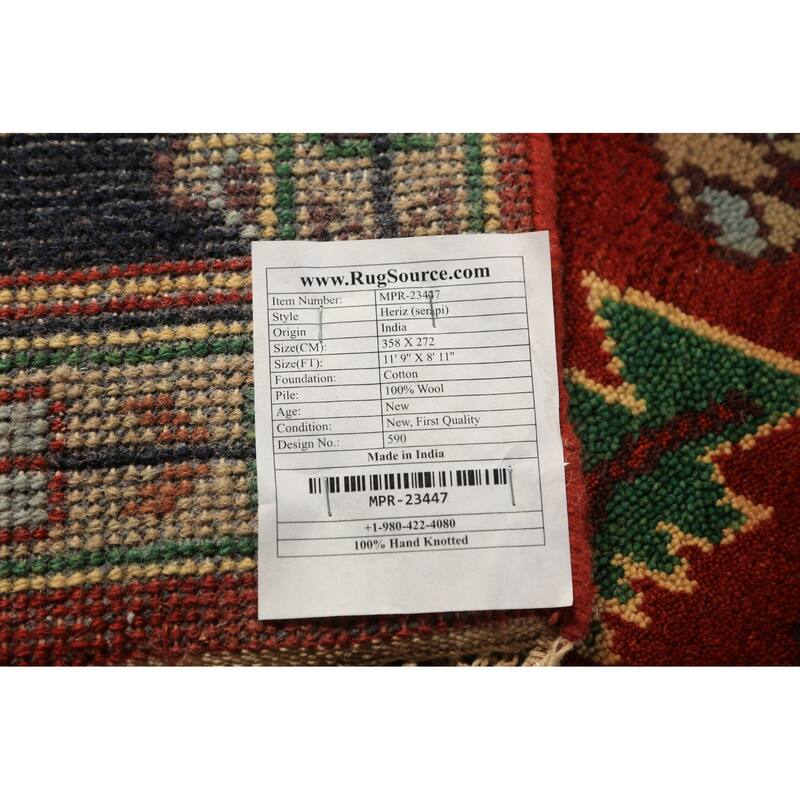 www.RugSource.com
Item Number: MPR-23447
Style Heriz (serapi)
Origin India
Size(CM): 358 X 272
Size(FT): 11' 9" X 8' 11"
Foundation: Cotton
Pile: 100% Wool
Age: New
Condition: New, First Quality
Design No.: 590
Made in India
MPR-23447
+1-980-422-4080
100% Hand Knotted